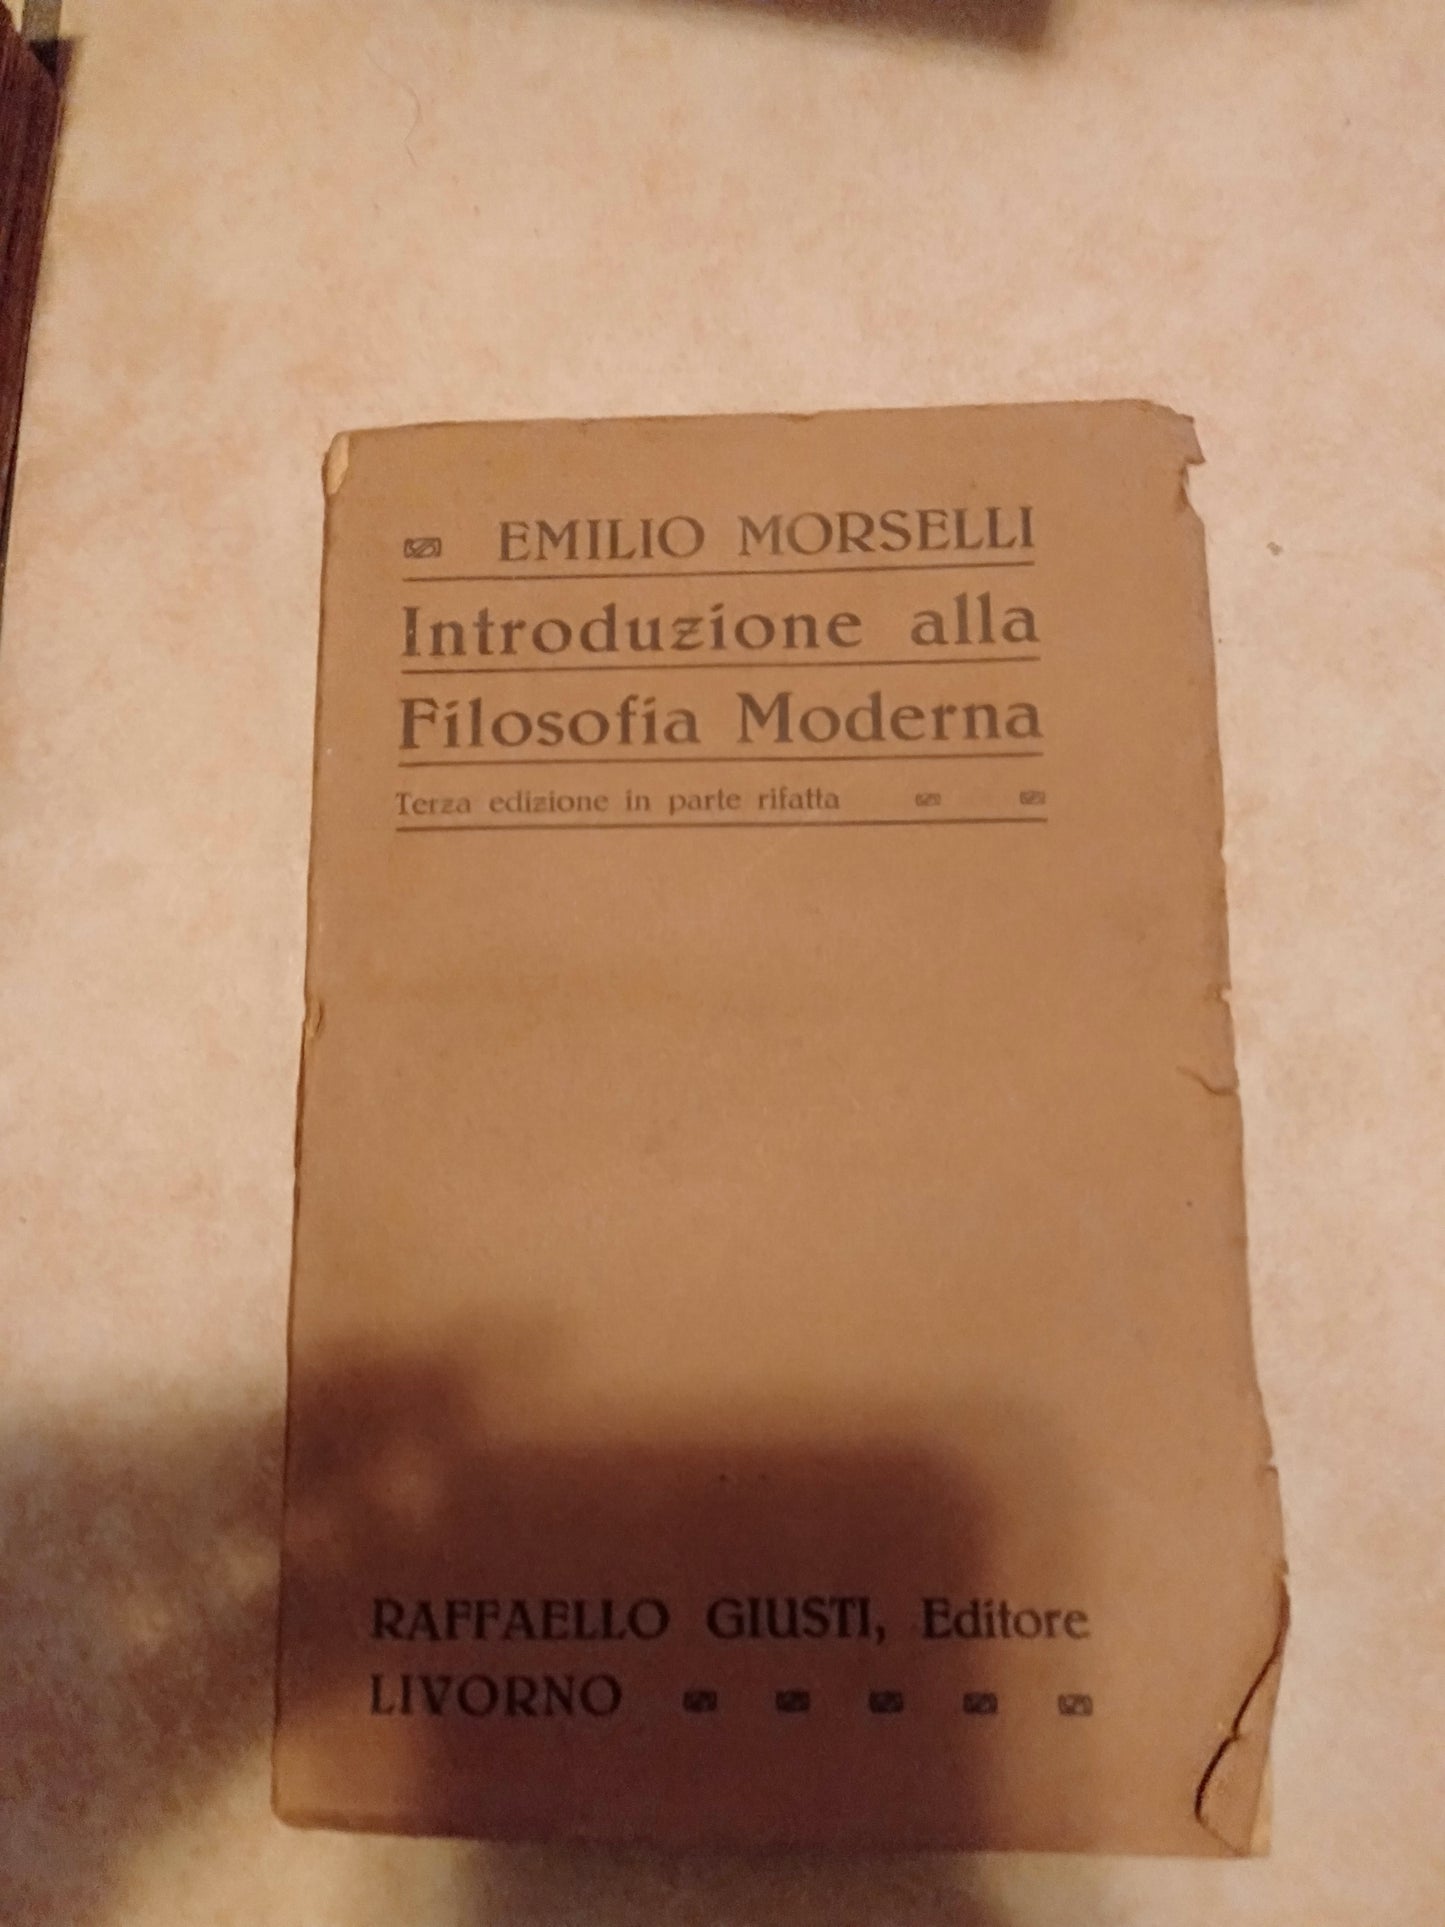 EMILIO MORSELLI
Introduzione alla
Filosofia Moderna
Terza edizione in parte rifatta
RAFFAELLO GIUSTI, Editore
LIVORNO